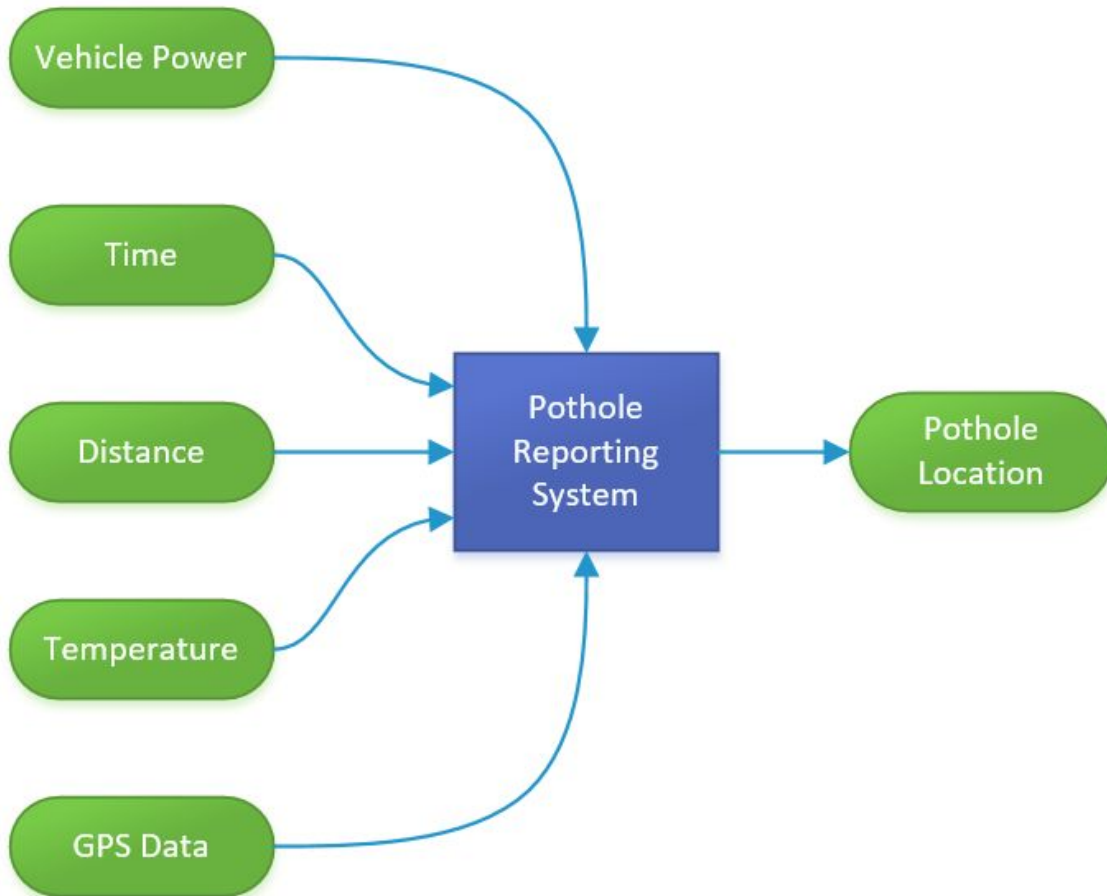 Vehicle Power
Time
Distance
Temperature
GPS Data
Pothole
Reporting
System
Pothole
Location